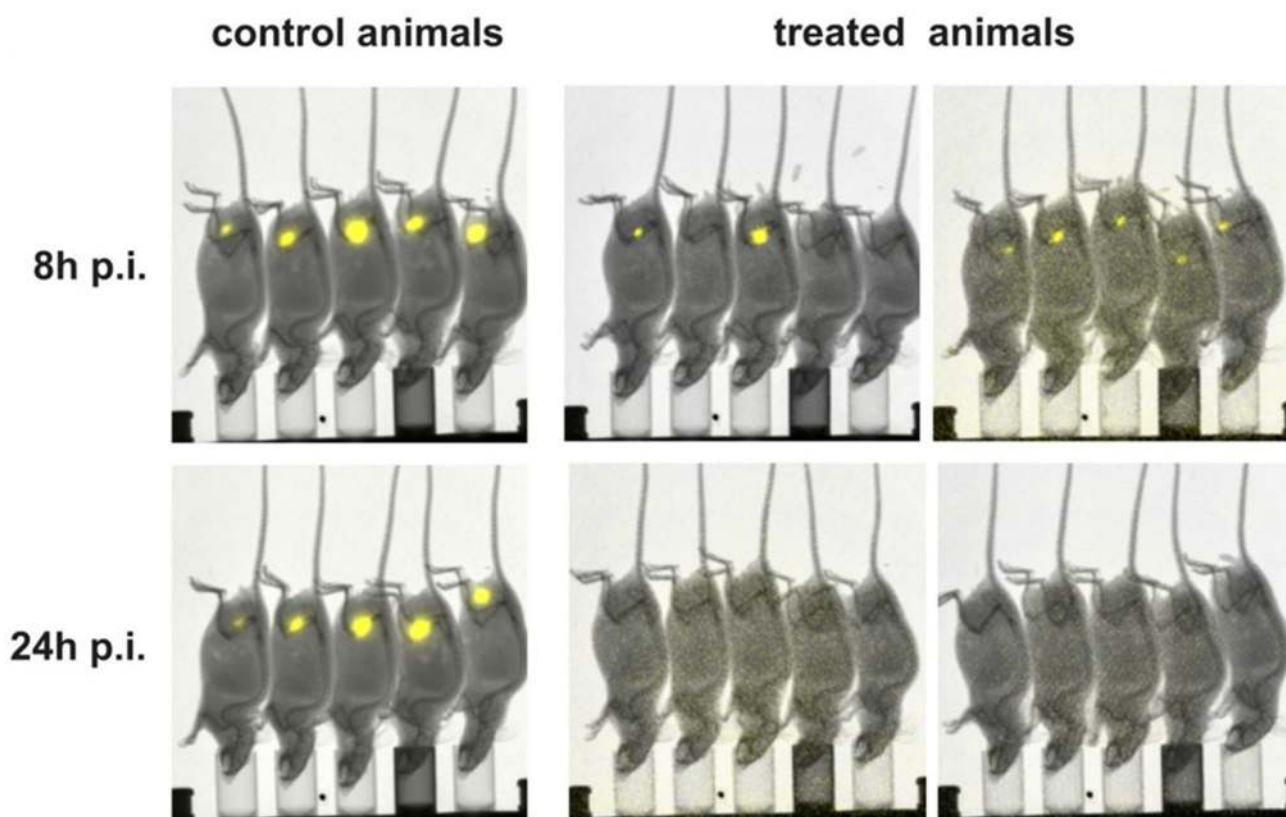 control animals
treated animals
8h p.i.
24h p.i.